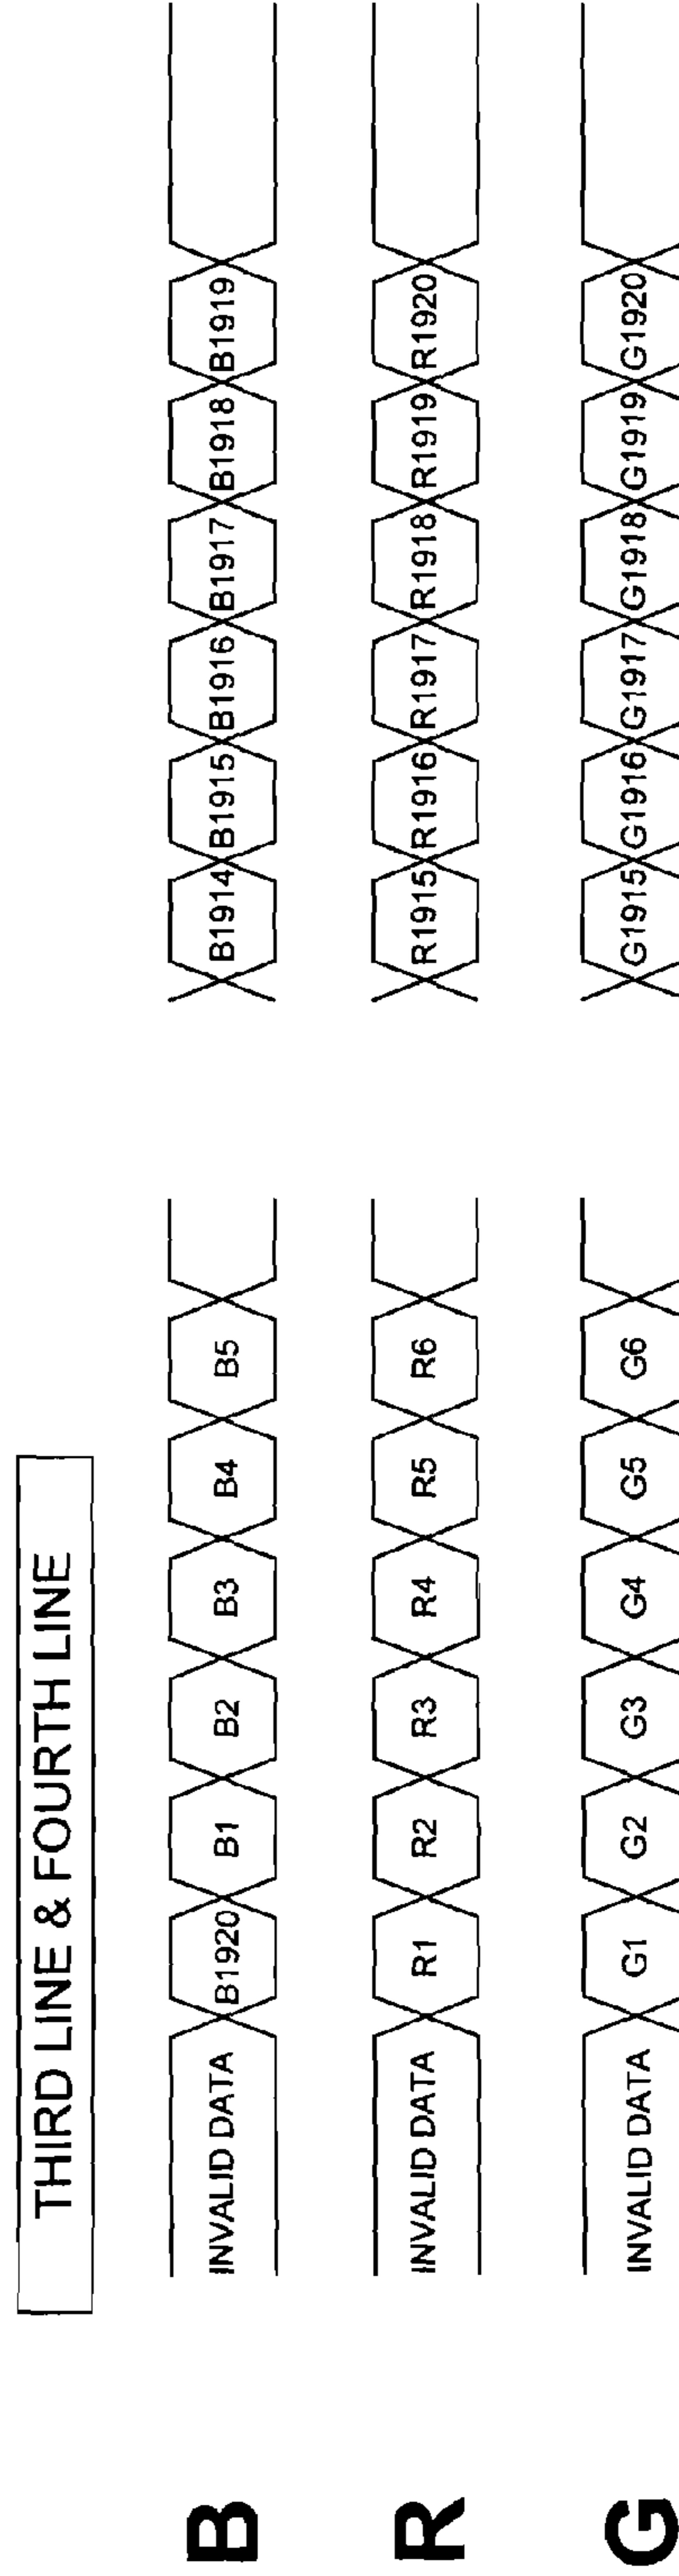 THIRD LINE & FOURTH LINE
B INVALID DATA B1920 B1 B2 B3 B4 B5 B1914 B1915 B1916 B1917 B1918 B1919
R INVALID DATA R1 R2 R3 R4 R5 R6 R1915 R1916 R1917 R1918 R1919 R1920
G INVALID DATA G1 G2 G3 G4 G5 G6 G1915 G1916 G1917 G1918 G1919 G1920